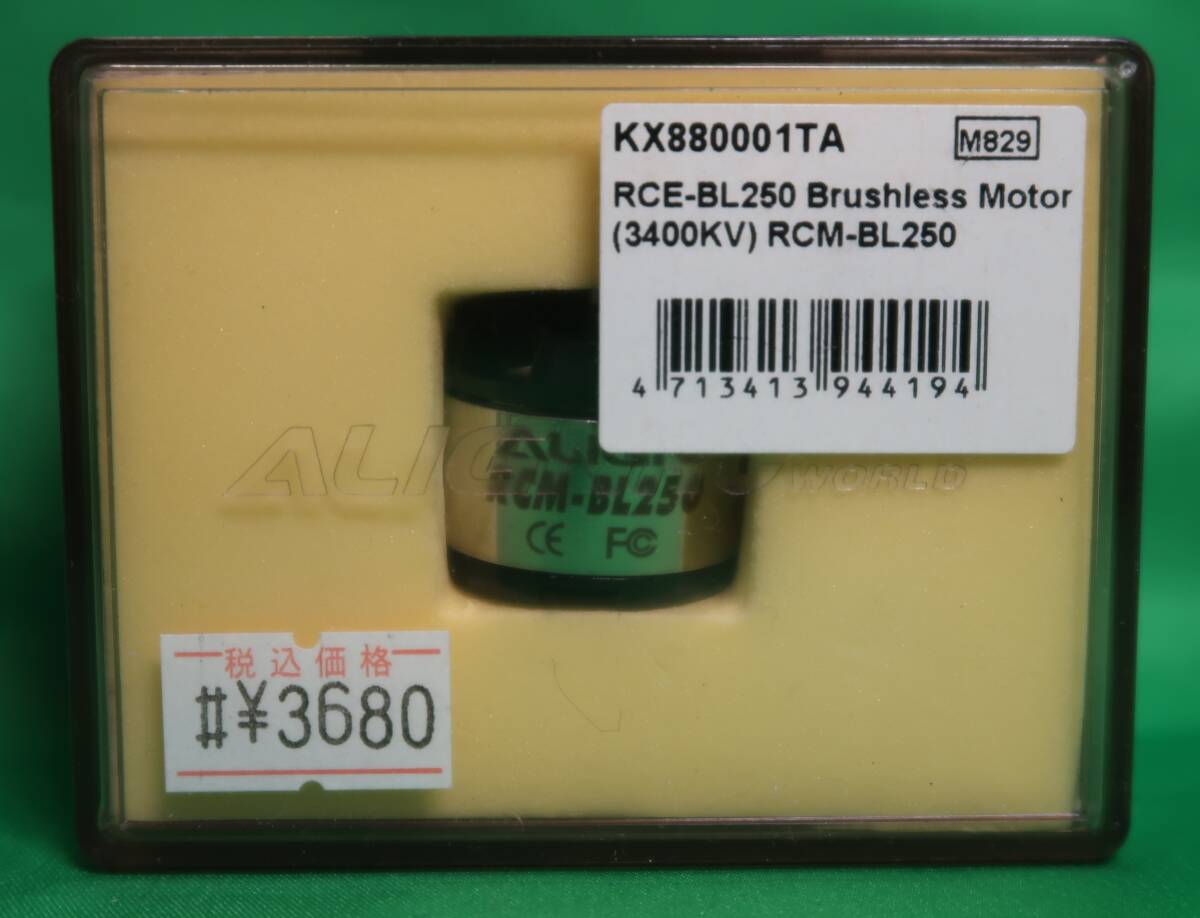 KX880001TA
M829
RCE-BL250 Brushless Motor
(3400KV) RCM-BL250
4 713413 944194
WORLD
RCM-BL250
CE FC
税込価格
#¥3680